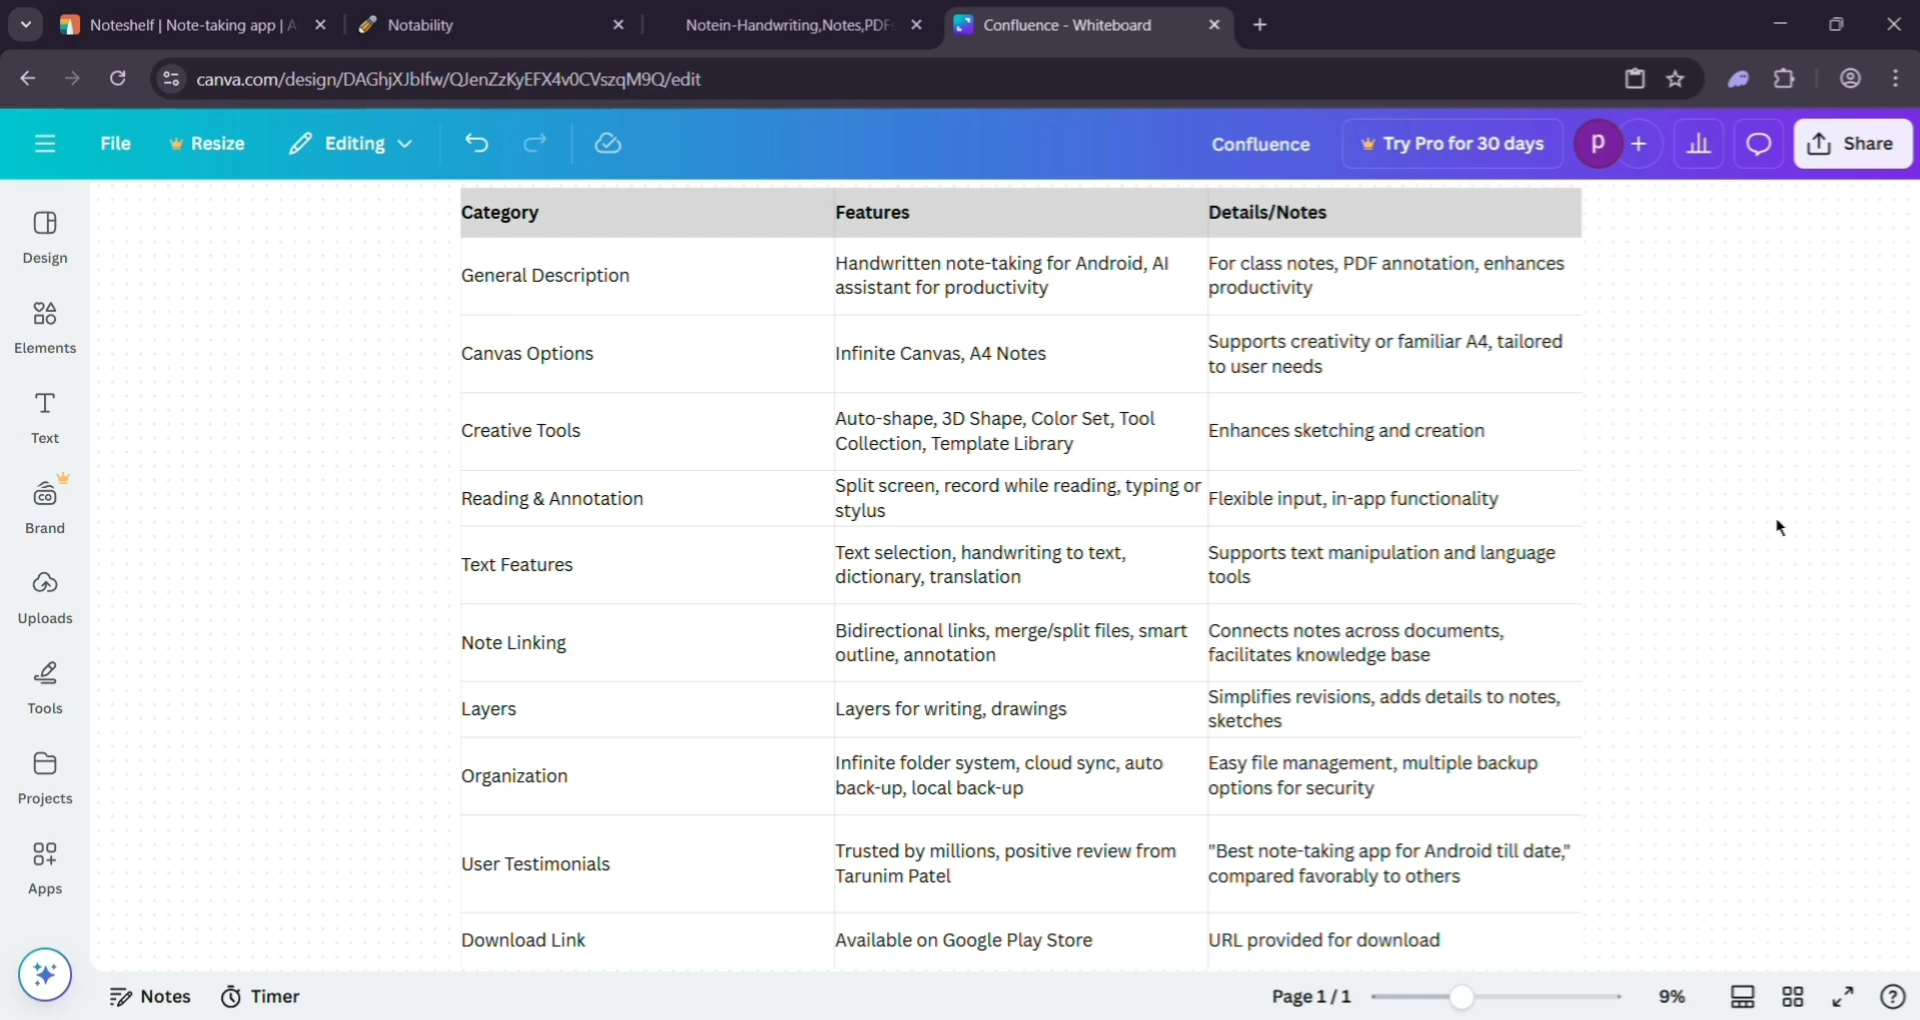 Noteshelf | Note-taking app | A
Notability
Notein-Handwriting,Notes,PDF
Confluence - Whiteboard
canva.com/design/DAGhjXJbIfw/QJenZzKyEFX4v0CVszqM9Q/edit
File
Resize
Editing
Confluence
Try Pro for 30 days
P
Share
Design
Elements
Text
CO
Brand
Uploads
Tools
Projects
Apps
Category
Features
Details/Notes
General Description
Handwritten note-taking for Android, AI
assistant for productivity
For class notes, PDF annotation, enhances
productivity
Canvas Options
Infinite Canvas, A4 Notes
Supports creativity or familiar A4, tailored
to user needs
Creative Tools
Auto-shape, 3D Shape, Color Set, Tool
Collection, Template Library
Enhances sketching and creation
Reading & Annotation
Split screen, record while reading, typing or
stylus
Flexible input, in-app functionality
Text Features
Text selection, handwriting to text,
dictionary, translation
Supports text manipulation and language
tools
Note Linking
Bidirectional links, merge/split files, smart
outline, annotation
Connects notes across documents,
facilitates knowledge base
Layers
Layers for writing, drawings
Simplifies revisions, adds details to notes,
sketches
Organization
Infinite folder system, cloud sync, auto
back-up, local back-up
Easy file management, multiple backup
options for security
User Testimonials
Trusted by millions, positive review from
Tarunim Patel
"Best note-taking app for Android till date,"
compared favorably to others
Download Link
Available on Google Play Store
URL provided for download
Notes
Timer
Page 1 / 1
9%